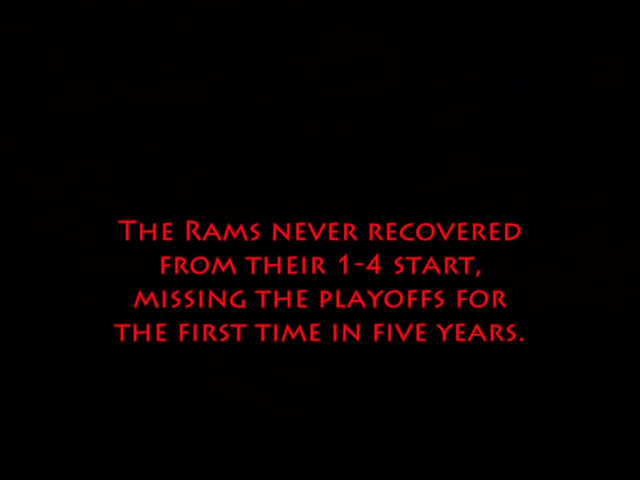 The Rams never recovered
from their 1-4 start,
missing the playoffs for
the first time in five years.